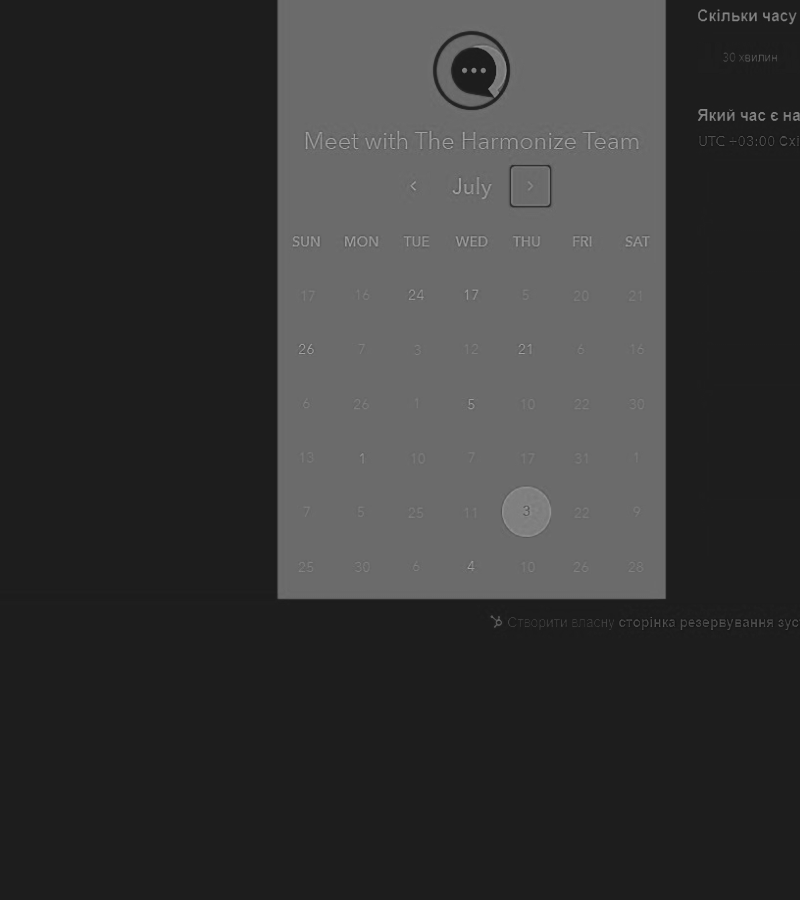 Скільки часу
30 хвилин
Meet with The Harmonize Team
Який час є на
UTC +03:00 Схі
July
SUN MON TUE WED THU FRI SAT
17 16 24 17 5 20 21
26 7 3 12 21 6 16
6 26 1 5 10 22 30
13 1 10 7 17 31 1
7 5 25 11 3 22 9
25 30 6 4 10 26 28
Створити власну сторінка резервування зус